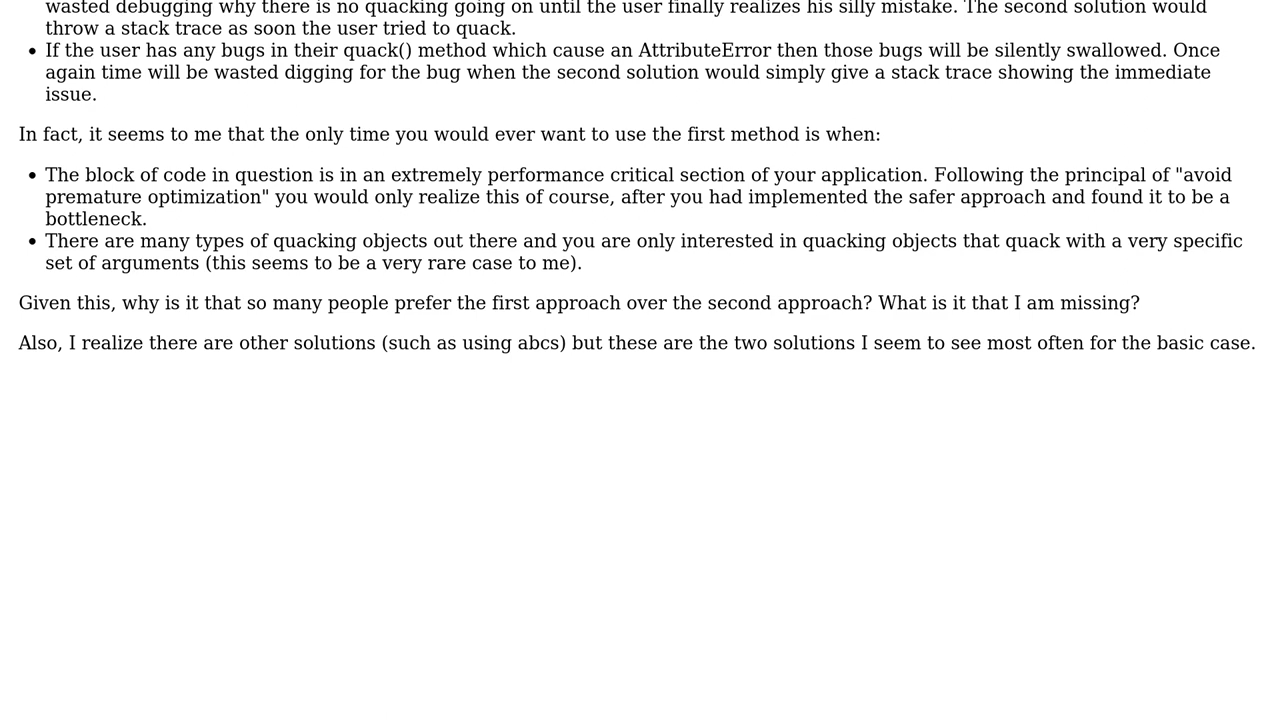 wasted debugging why there is no quacking going on until the user finally realizes his silly mistake. The second solution would
throw a stack trace as soon the user tried to quack.
• If the user has any bugs in their quack() method which cause an AttributeError then those bugs will be silently swallowed. Once
again time will be wasted digging for the bug when the second solution would simply give a stack trace showing the immediate
issue.
In fact, it seems to me that the only time you would ever want to use the first method is when:
• The block of code in question is in an extremely performance critical section of your application. Following the principal of "avoid
premature optimization" you would only realize this of course, after you had implemented the safer approach and found it to be a
bottleneck.
• There are many types of quacking objects out there and you are only interested in quacking objects that quack with a very specific
set of arguments (this seems to be a very rare case to me).
Given this, why is it that so many people prefer the first approach over the second approach? What is it that I am missing?
Also, I realize there are other solutions (such as using abcs) but these are the two solutions I seem to see most often for the basic case.